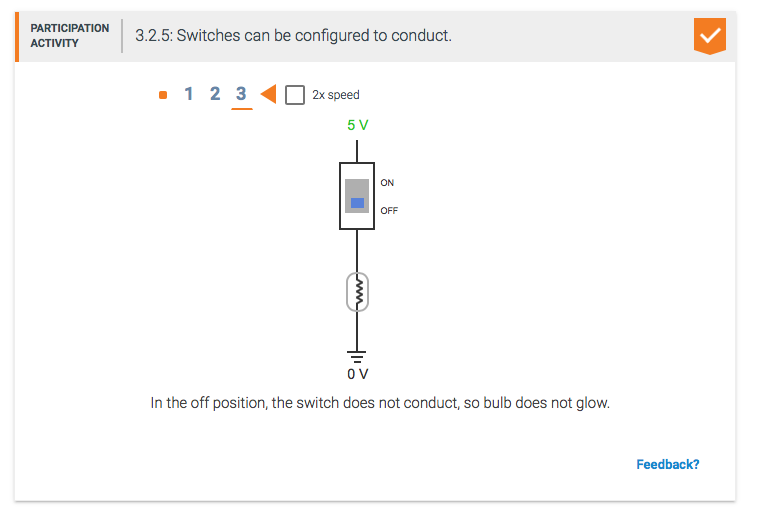 PARTICIPATION
ACTIVITY
3.2.5: Switches can be configured to conduct.
1 2 3 2x speed
5 V
ON
OFF
0 V
In the off position, the switch does not conduct, so bulb does not glow.
Feedback?